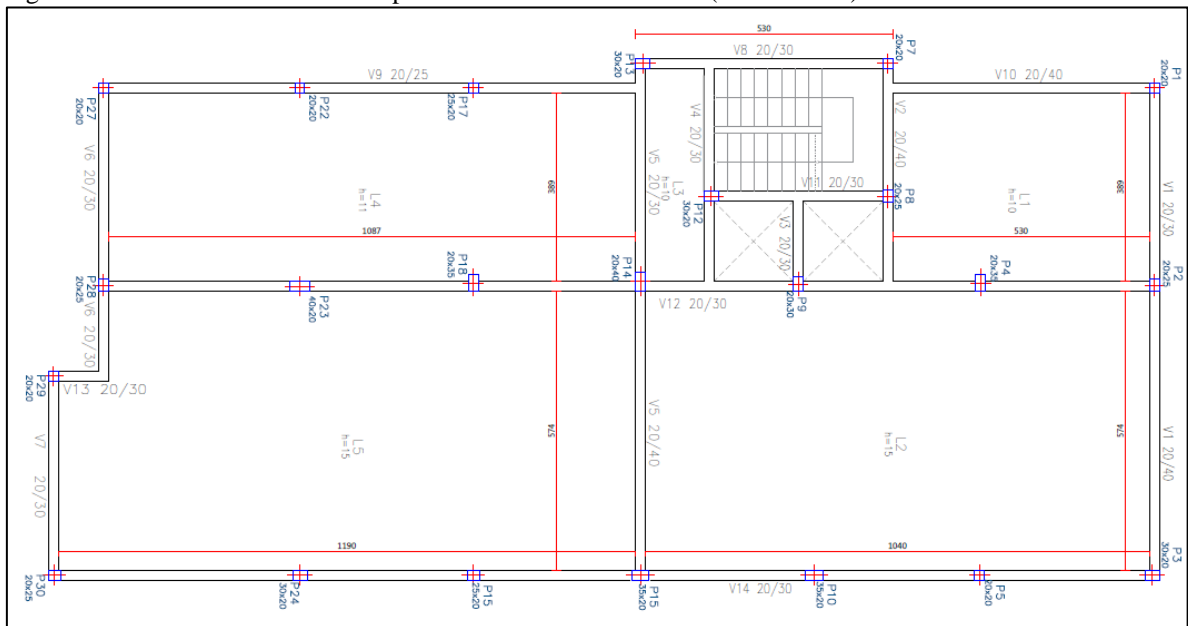 530
V8 20/30
P13
30x20
P7
20x20
V9 20/25
V10 20/40
P1
20x20
P27
20x20
P22
20x20
P17
25x20
V6 20/30
V4 20/30
V2 20/40
V5 20/30
L3
h=10
389
L4
h=11
V11 20/30
P12
30x20
P8
20x25
L1
h=10
389
V1 20/30
1087
530
V3 20/30
P28
20x25
P23
40x20
P18
20x35
P14
20x40
V12 20/30
P9
20x30
P4
20x35
P2
20x25
V6 20/30
P29
20x20
V13 20/30
V7 20/30
L5
h=15
574
V5 20/40
L2
h=15
574
V1 20/40
1190
1040
P30
20x25
P24
30x20
P15
25x20
P15
35x20
P10
35x20
V14 20/30
P5
20x20
P3
30x20